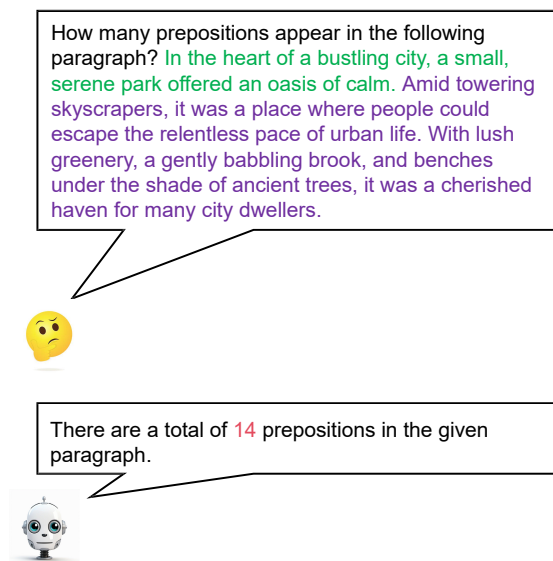 How many prepositions appear in the following
paragraph? In the heart of a bustling city, a small,
serene park offered an oasis of calm. Amid towering
skyscrapers, it was a place where people could
escape the relentless pace of urban life. With lush
greenery, a gently babbling brook, and benches
under the shade of ancient trees, it was a cherished
haven for many city dwellers.
There are a total of 14 prepositions in the given
paragraph.